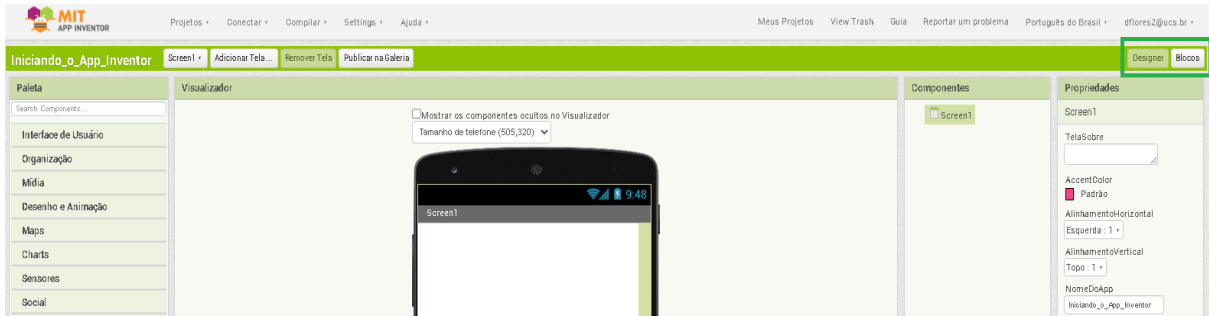 MIT
APP INVENTOR
Projetos Conectar Compilar Settings Ajuda
Meus Projetos View Trash Guia Reportar um problema Português do Brasil dflores2@ucs.br
Iniciando_o_App_Inventor Screen1 Adicionar Tela... Remover Tela Publicar na Galeria Designer Blocos
Paleta
Search Components...
Interface de Usuário
Organização
Mídia
Desenho e Animação
Maps
Charts
Sensores
Social
Visualizador
Mostrar os componentes ocultos no Visualizador
Tamanho de telefone (505,320)
9:48
Screen1
Componentes
Screen1
Propriedades
Screen1
TelaSobre
AccentColor
Padrão
AlinhamentoHorizontal
Esquerda : 1
AlinhamentoVertical
Topo : 1
NomeDoApp
Iniciando_o_App_Inventor